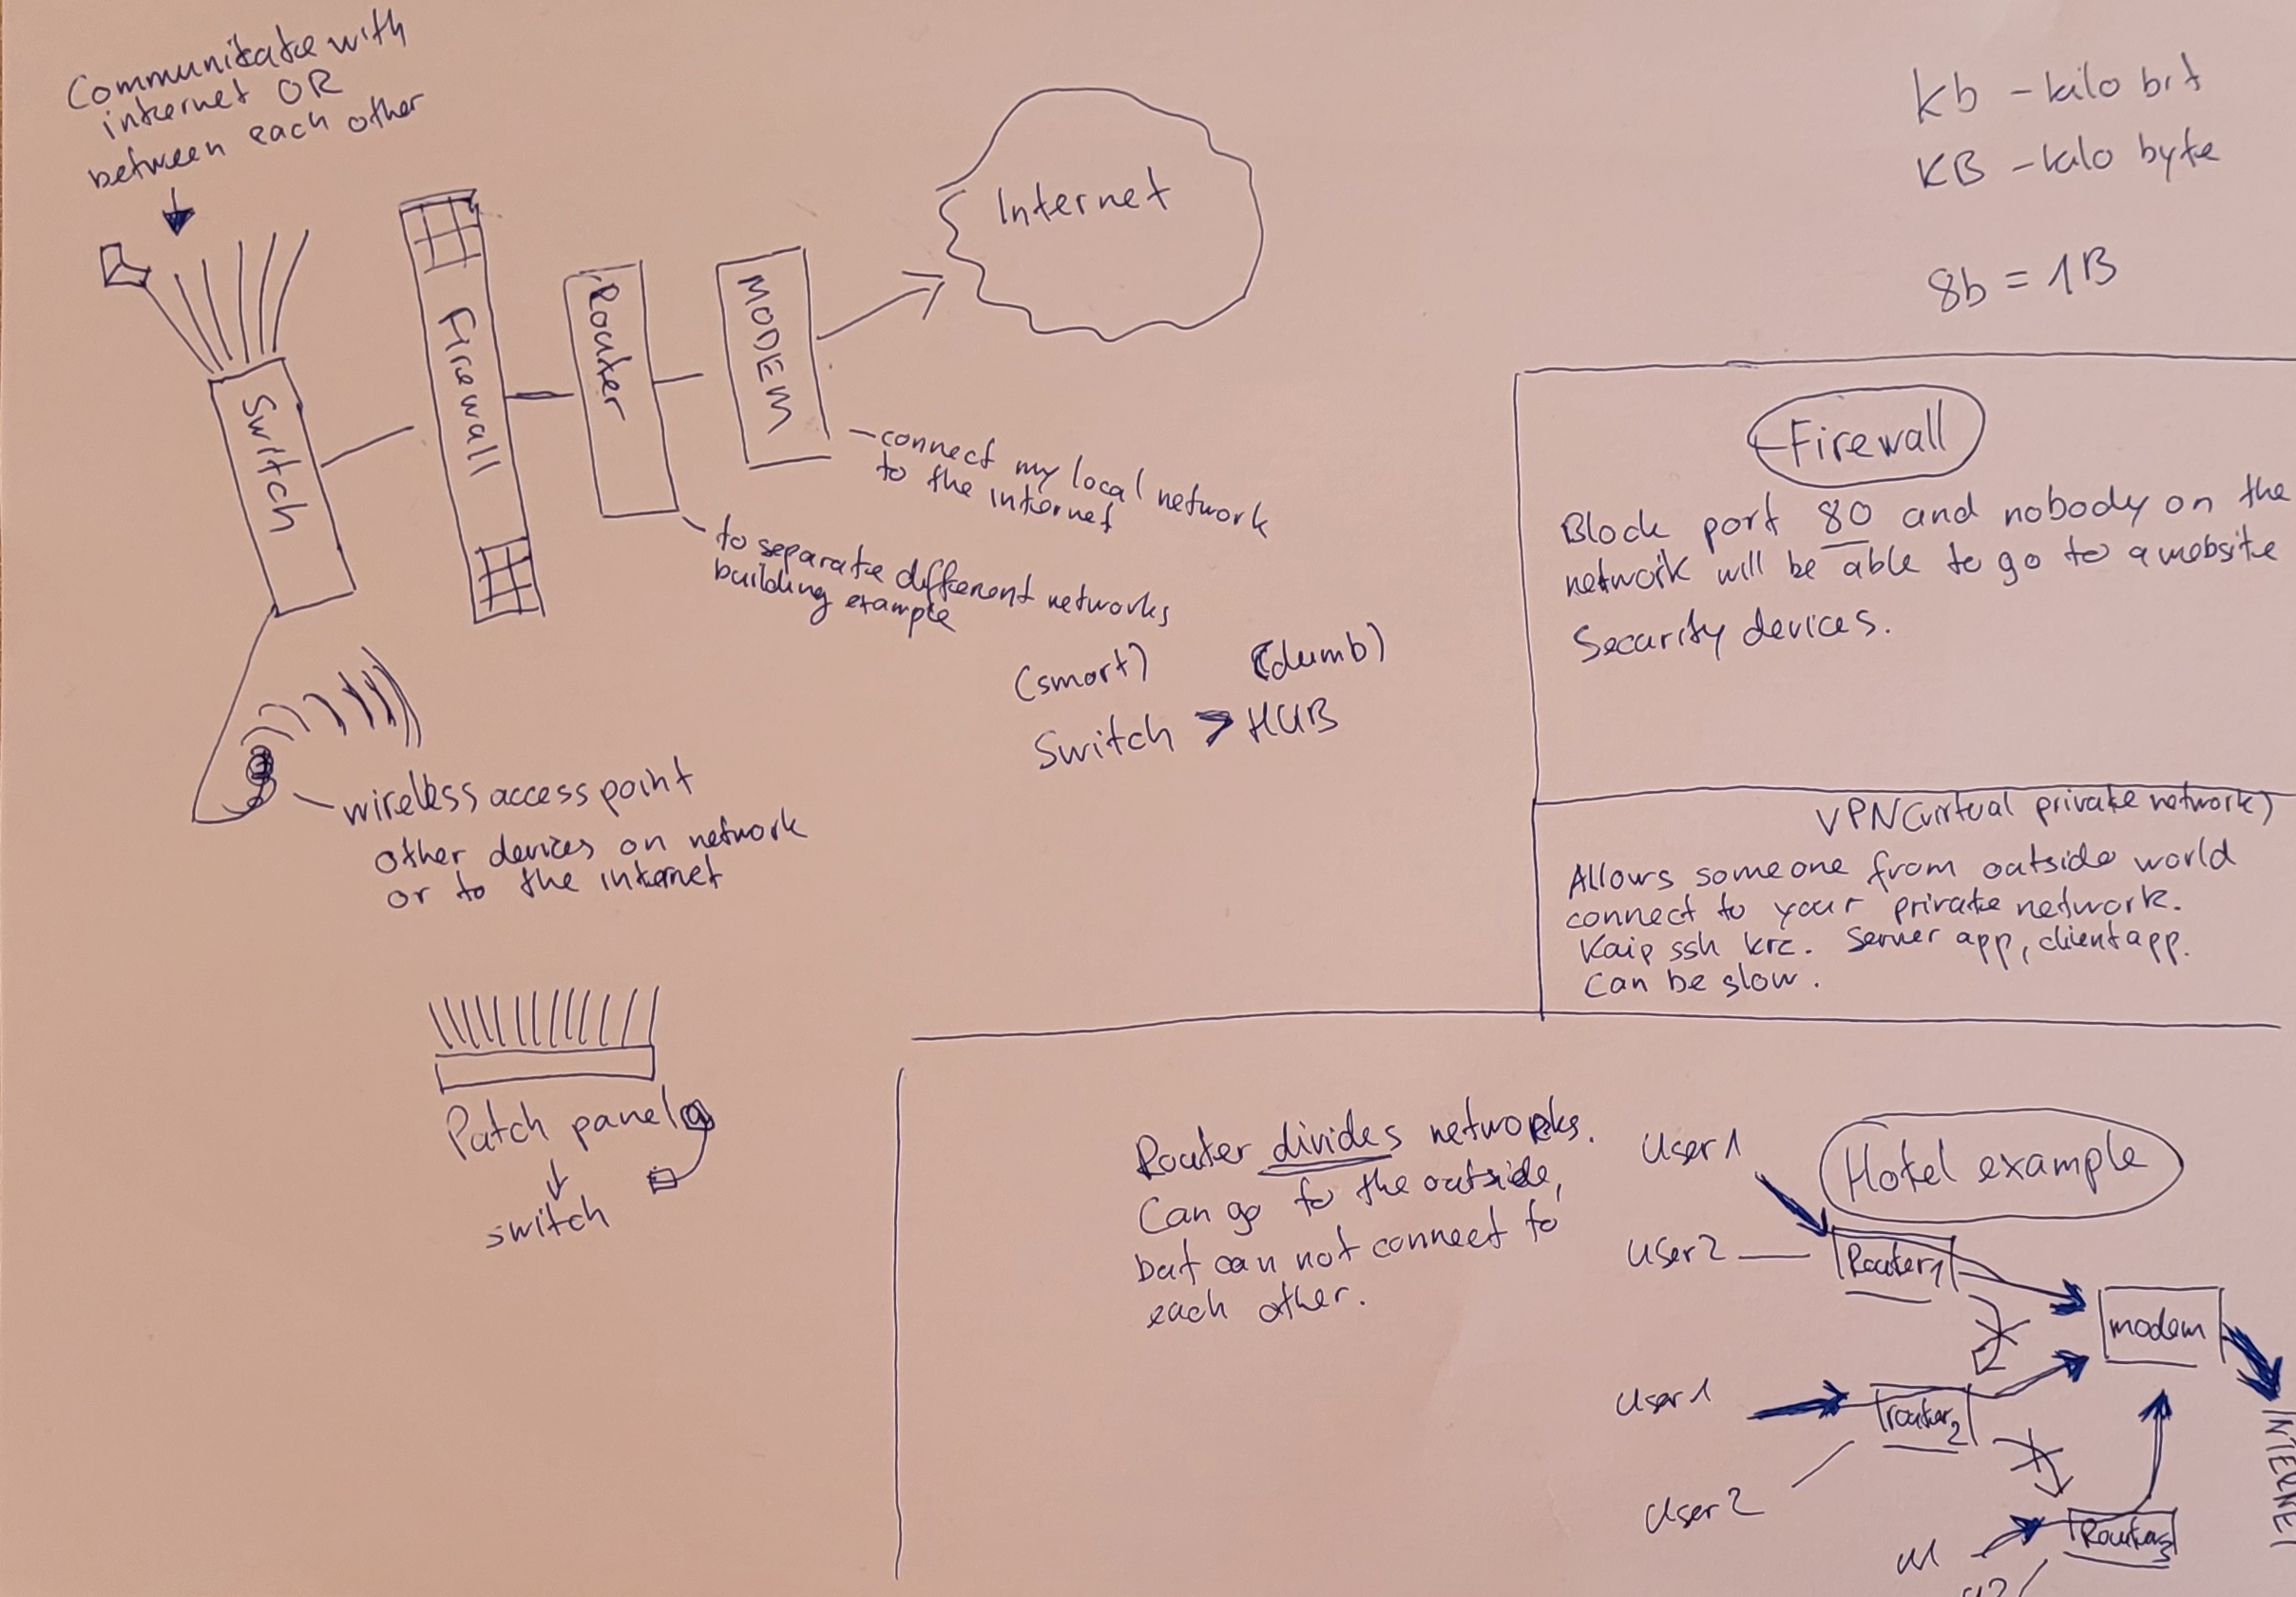 Communikate with
internet OR
between each other
Switch
Firewall
Router
MODEM
Internet
-connect my local network
to the internet
to separate different networks
building example
(smart) (dumb)
Switch > HUB
-wireless access point
other devices on network
or to the internet
Patch panel
switch
kb - kilo bit
KB - kilo byte
8b = 1B
Firewall
Block port 80 and nobody on the
network will be able to go to a website
Security devices.
VPN (virtual private network)
Allows someone from outside world
connect to your private network.
Kaip ssh krc. Server app, client app.
Can be slow.
Router divides networks.
Can go to the outside,
but can not connect to
each other.
Hotel example
User 1
User 2
Router1
modem
User 1
router2
User 2
INTERNET
U1
Router3
U2